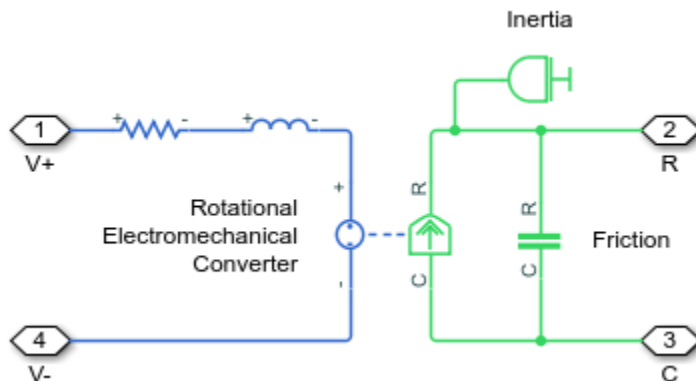 Inertia
+
-
+
-
1
2
V+
R
+
R
R
Rotational
Electromechanical
Converter
Friction
-
C
C
4
3
V-
C